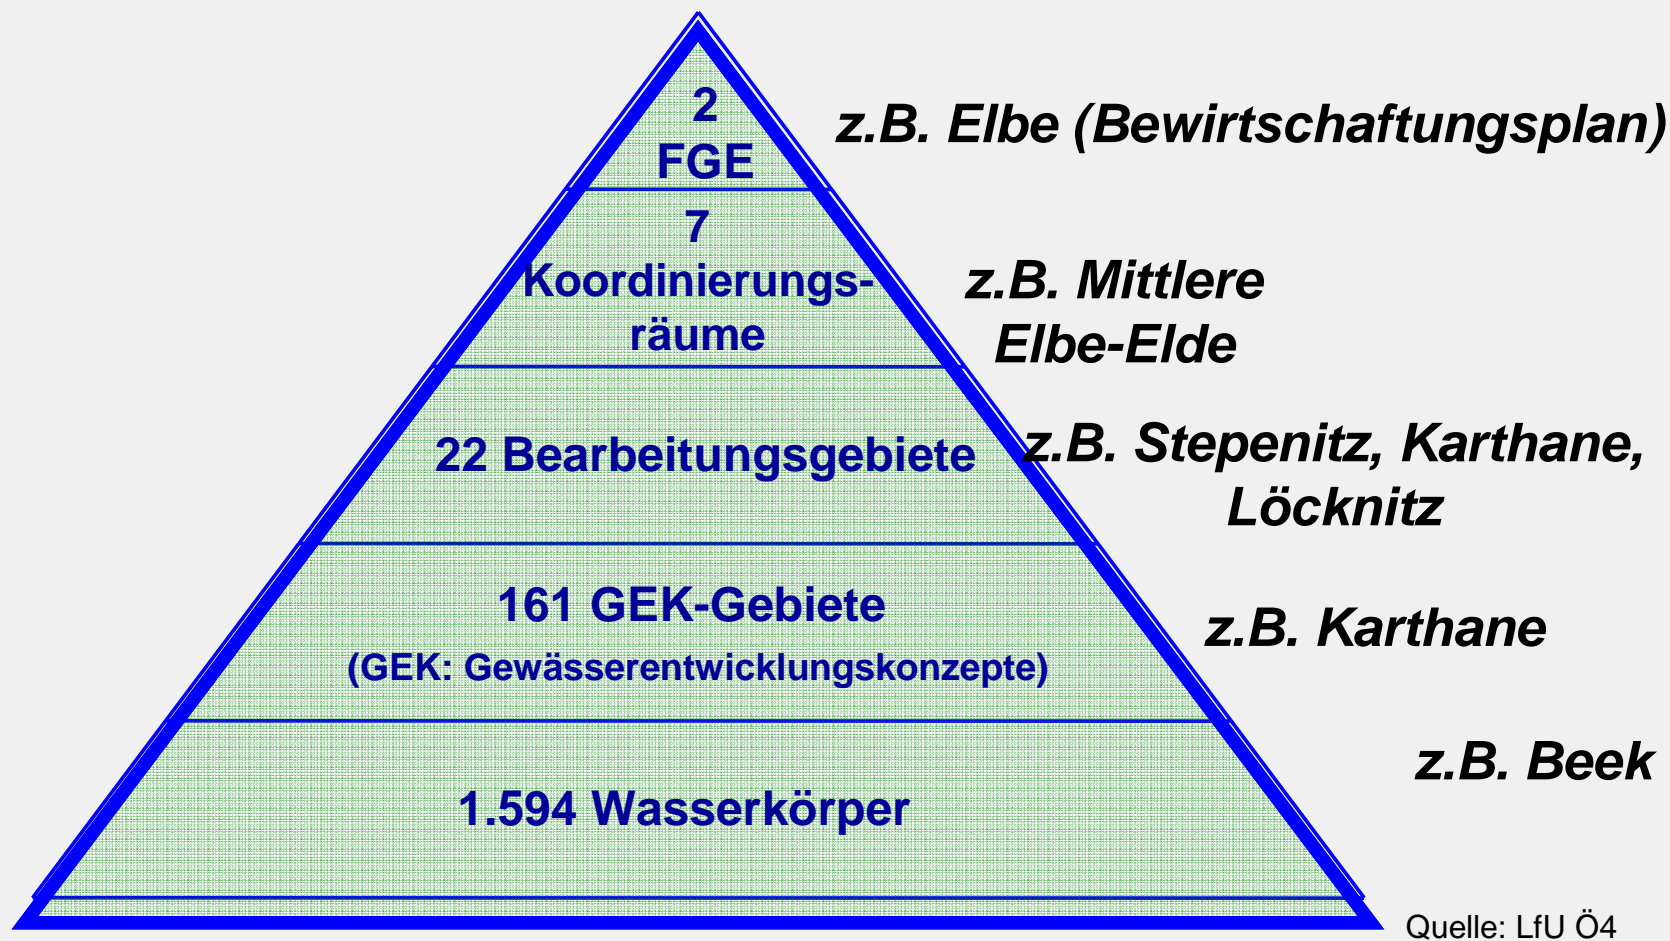 2
FGE
z.B. Elbe (Bewirtschaftungsplan)
7
Koordinierungs-
räume
z.B. Mittlere
Elbe-Elde
22 Bearbeitungsgebiete
z.B. Stepenitz, Karthane,
Löcknitz
161 GEK-Gebiete
(GEK: Gewässerentwicklungskonzepte)
z.B. Karthane
1.594 Wasserkörper
z.B. Beek
Quelle: LfU Ö4